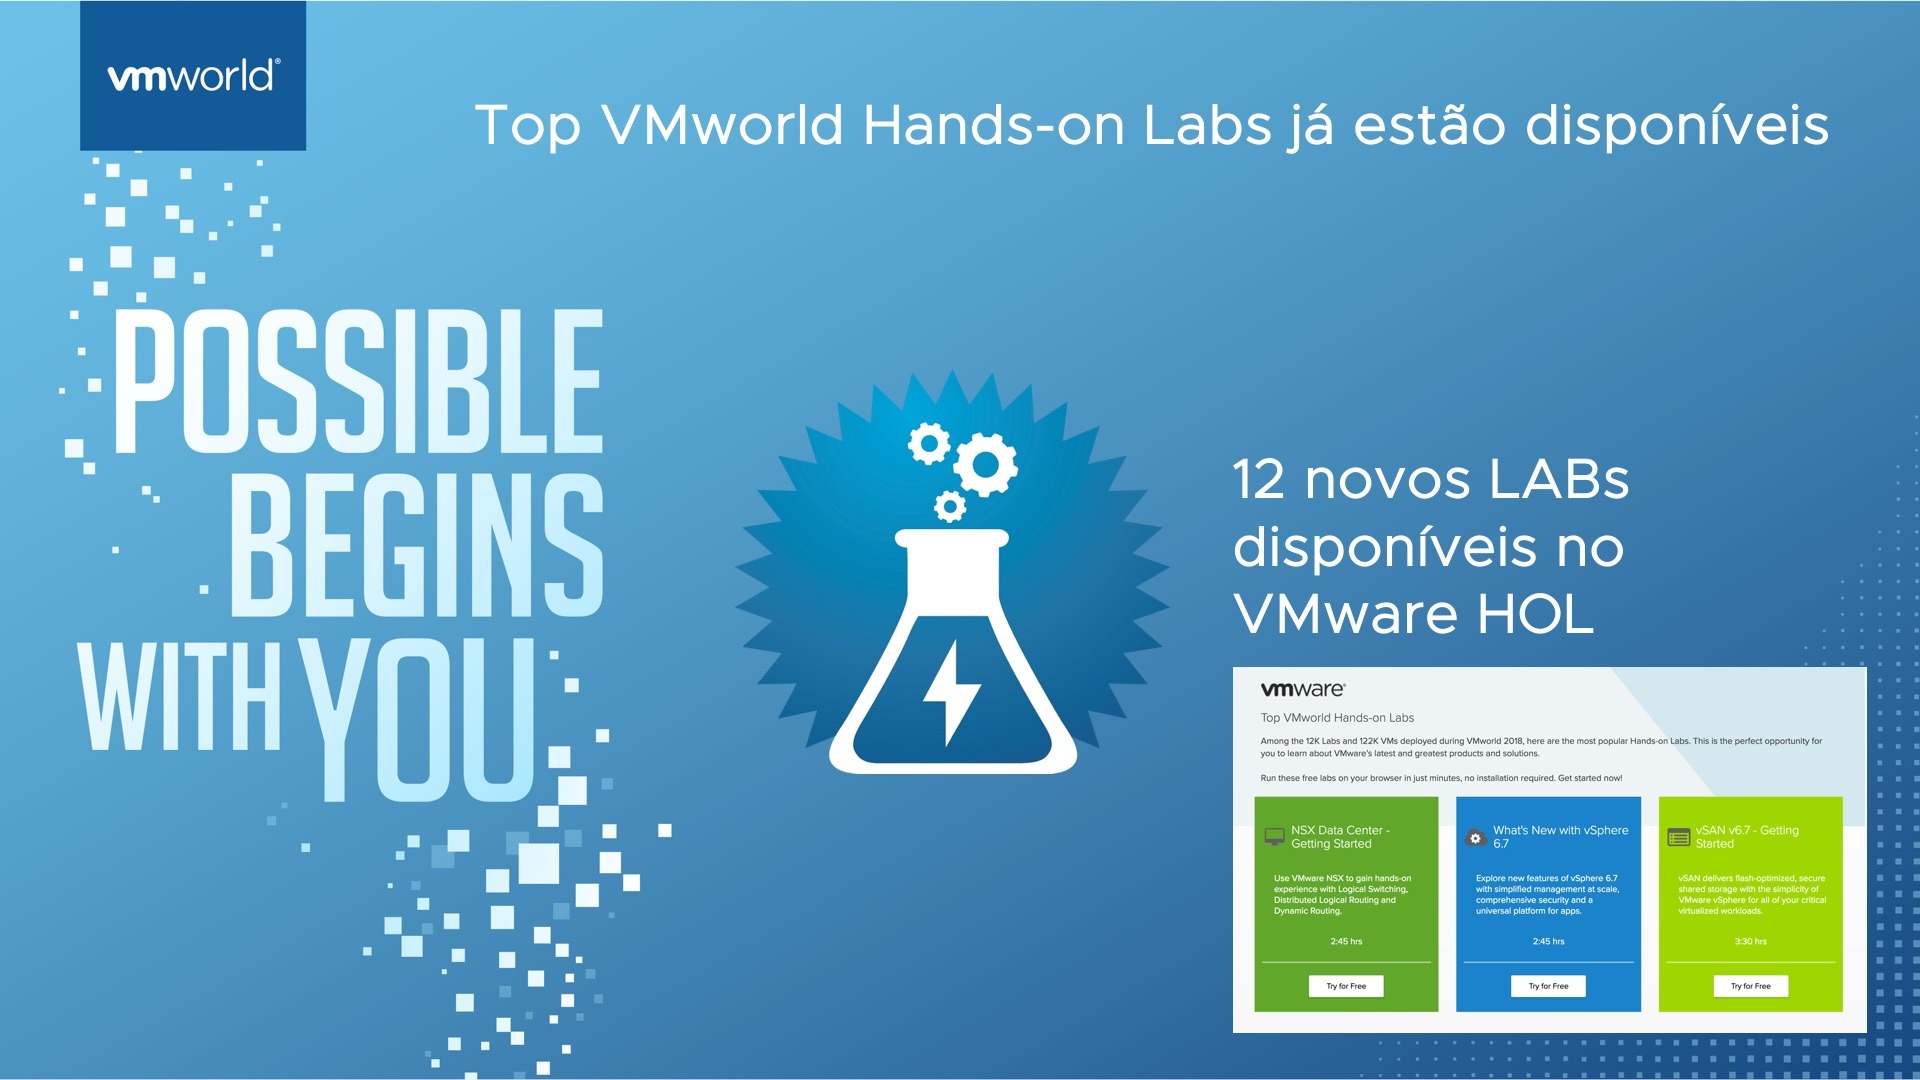 vmworld®
Top VMworld Hands-on Labs já estão disponíveis
POSSIBLE
BEGINS
WITH YOU
12 novos LABs
disponíveis no
VMware HOL
vmware®
Top VMworld Hands-on Labs
Among the 12K Labs and 122K VMs deployed during VMworld 2018, here are the most popular Hands-on Labs. This is the perfect opportunity for
you to learn about VMware's latest and greatest products and solutions.
Run these free labs on your browser in just minutes, no installation required. Get started now!
NSX Data Center -
Getting Started
Use VMware NSX to gain hands-on
experience with Logical Switching,
Distributed Logical Routing and
Dynamic Routing.
2:45 hrs
Try for Free
What's New with vSphere
6.7
Explore new features of vSphere 6.7
with simplified management at scale,
comprehensive security and a
universal platform for apps.
2:45 hrs
Try for Free
vSAN v6.7 - Getting
Started
vSAN delivers flash-optimized, secure
shared storage with the simplicity of
VMware vSphere for all of your critical
virtualized workloads.
3:30 hrs
Try for Free